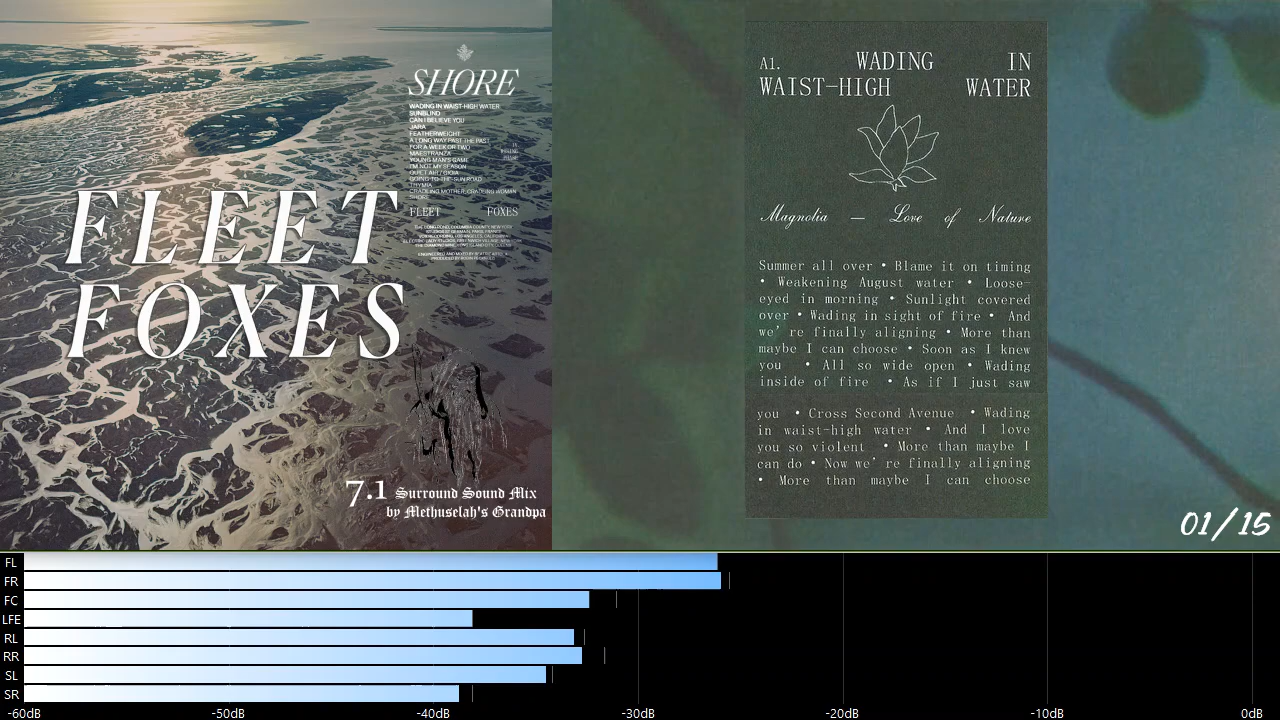 SHORE
WADING IN WAIST-HIGH WATER
SUNBLIND
CAN I BELIEVE YOU
JARA
FEATHERWEIGHT
A LONG WAY PAST THE PAST
FOR A WEEK OR TWO
MAESTRANZA
YOUNG MAN'S GAME
I'M NOT MY SEASON
QUIET AIR / GIOIA
GOING-TO-THE-SUN ROAD
THYMIA
CRADLING MOTHER, CRADLING WOMAN
SHORE
FLEET FOXES
FLEET
FOXES
7.1 Surround Sound Mix
by Methuselah's Grandpa
A1. WADING IN
WAIST-HIGH WATER
Magnolia — Love of Nature
Summer all over • Blame it on timing
• Weakening August water • Loose-
eyed in morning • Sunlight covered
over • Wading in sight of fire • And
we're finally aligning • More than
maybe I can choose • Soon as I knew
you • All so wide open • Wading
inside of fire • As if I just saw
you • Cross Second Avenue • Wading
in waist-high water • And I love
you so violent • More than maybe I
can do • Now we're finally aligning
• More than maybe I can choose
01/15
FL
FR
FC
LFE
RL
RR
SL
SR
-60dB -50dB -40dB -30dB -20dB -10dB 0dB